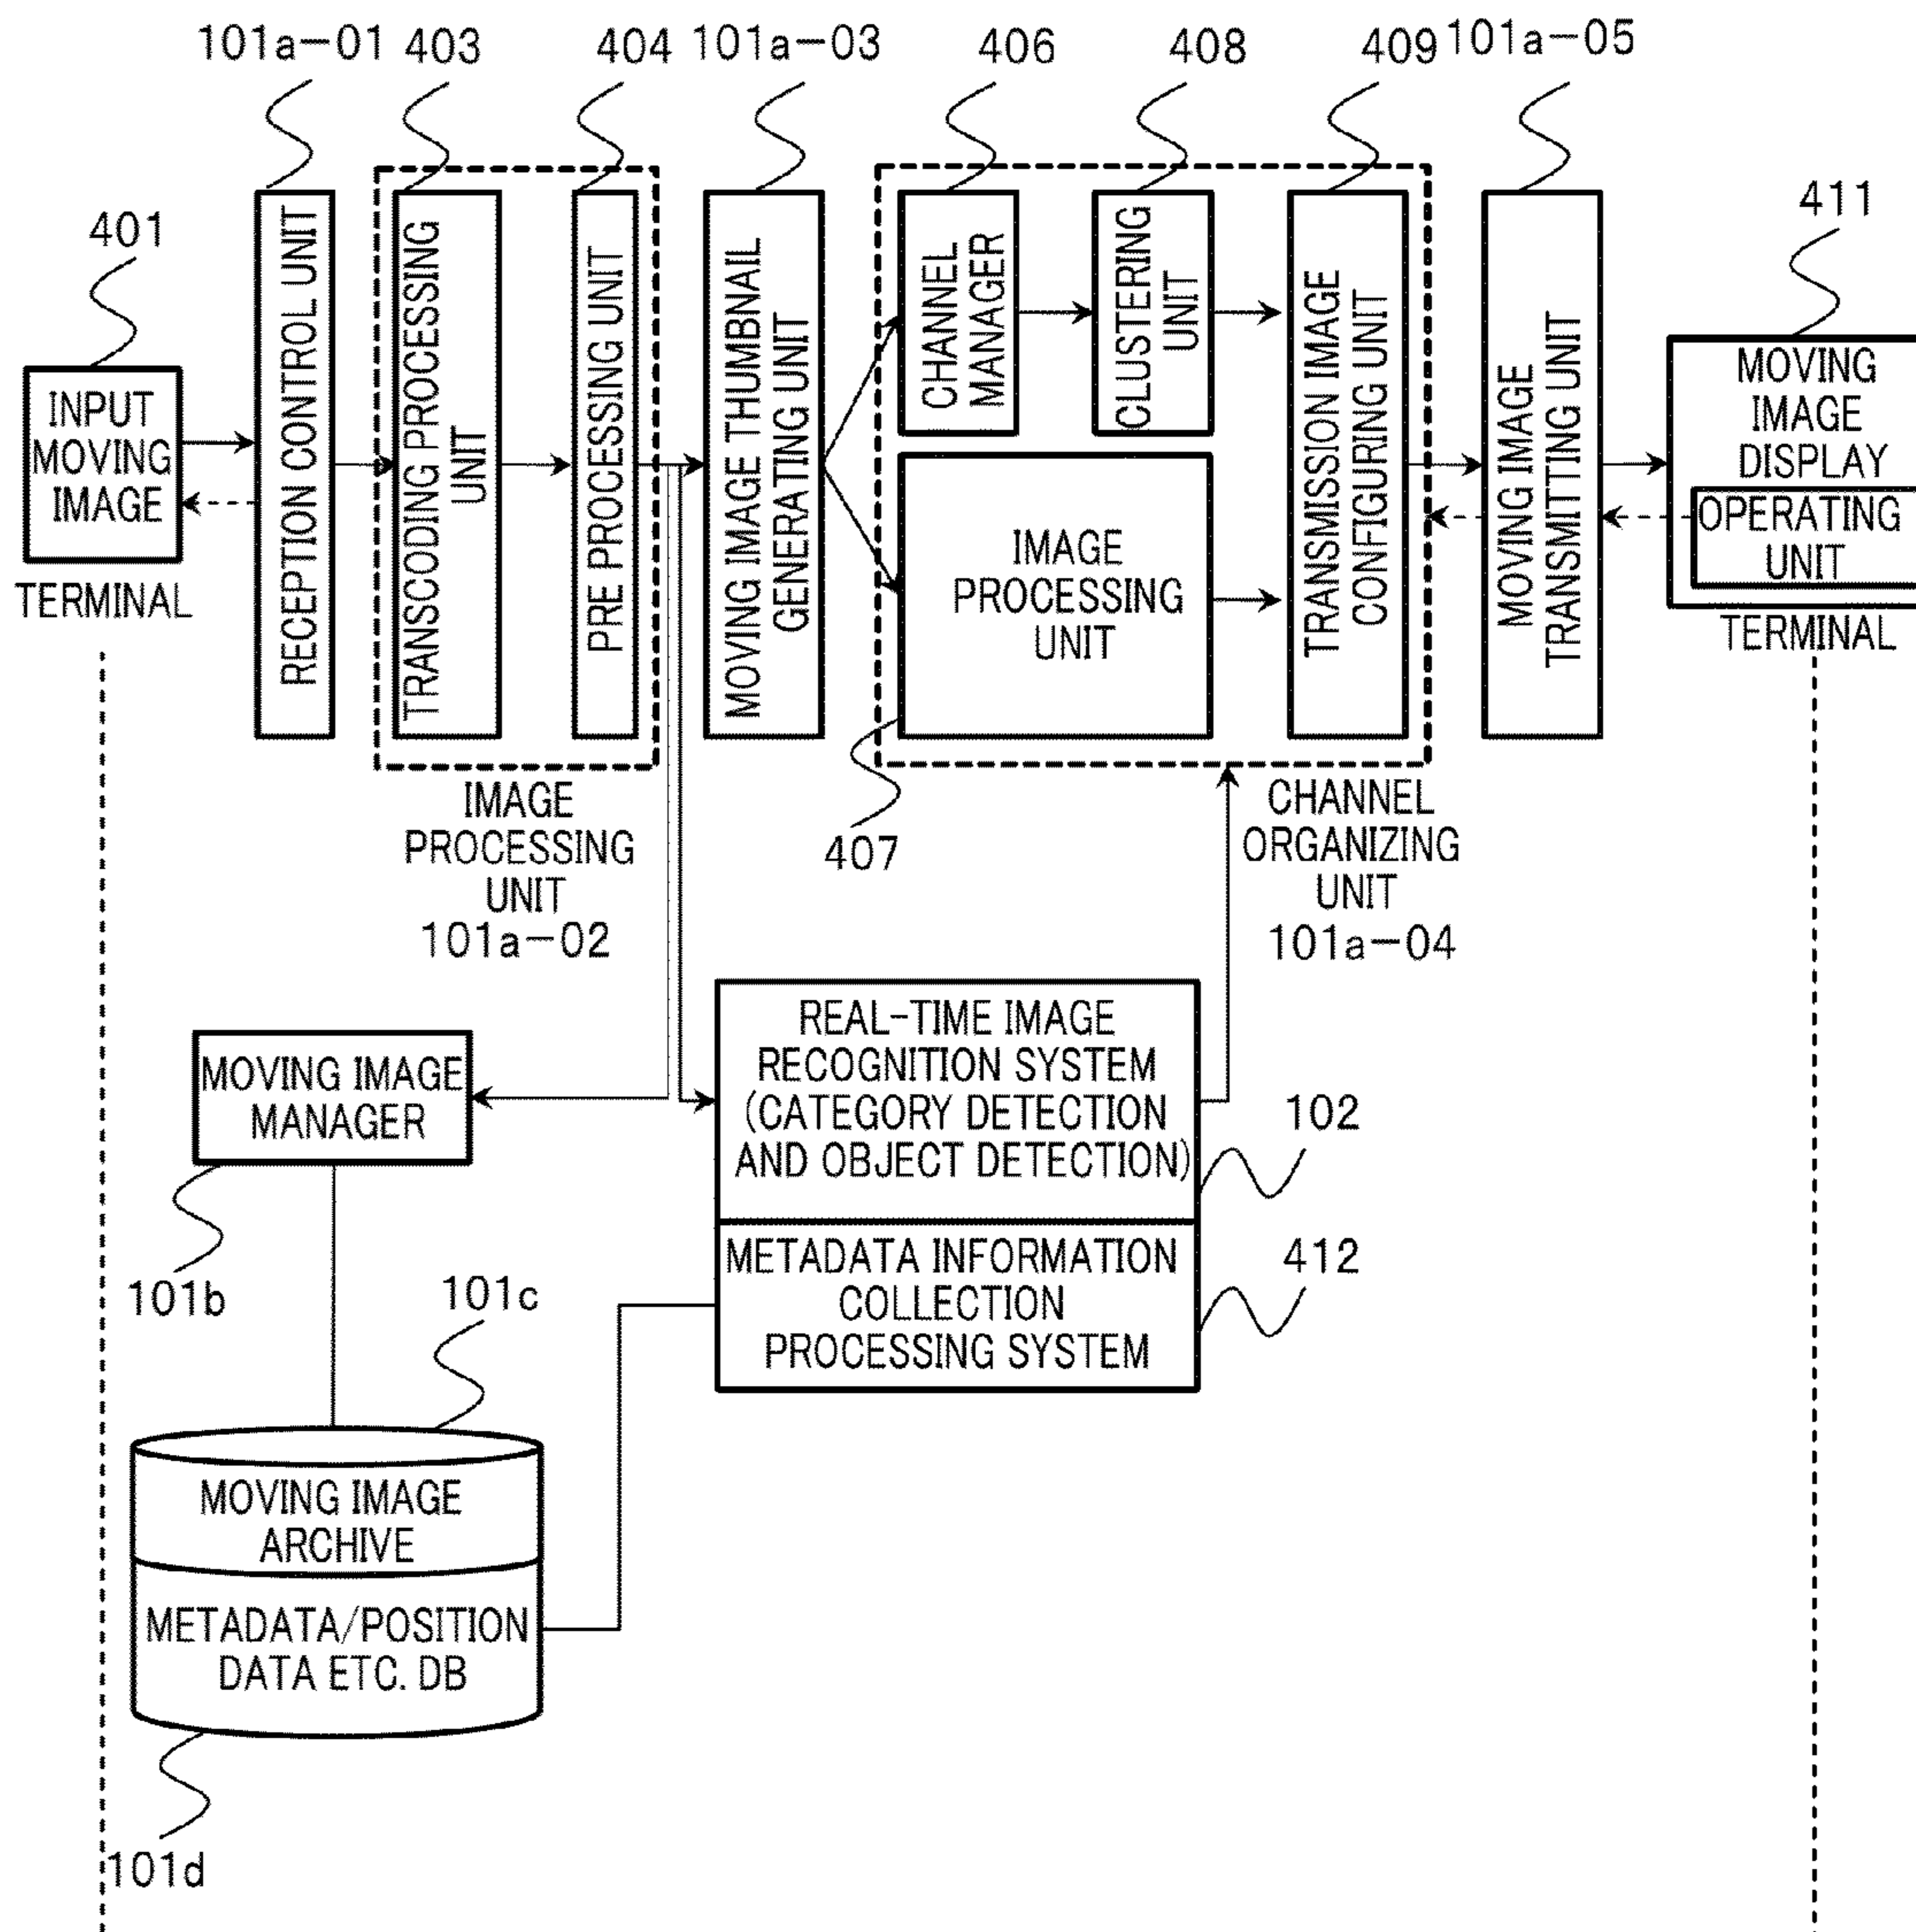 101a-01
403
404
101a-03
406
408
409
101a-05
401
411
INPUT
MOVING
IMAGE
TERMINAL
RECEPTION CONTROL UNIT
TRANSCODING PROCESSING
UNIT
PRE PROCESSING UNIT
MOVING IMAGE THUMBNAIL
GENERATING UNIT
CHANNEL
MANAGER
CLUSTERING
UNIT
IMAGE
PROCESSING
UNIT
TRANSMISSION IMAGE
CONFIGURING UNIT
MOVING IMAGE
TRANSMITTING UNIT
MOVING
IMAGE
DISPLAY
OPERATING
UNIT
TERMINAL
IMAGE
PROCESSING
UNIT
101a-02
407
CHANNEL
ORGANIZING
UNIT
101a-04
MOVING IMAGE
MANAGER
101b
REAL-TIME IMAGE
RECOGNITION SYSTEM
(CATEGORY DETECTION
AND OBJECT DETECTION)
102
METADATA INFORMATION
COLLECTION
PROCESSING SYSTEM
412
101c
MOVING IMAGE
ARCHIVE
METADATA/POSITION
DATA ETC. DB
101d